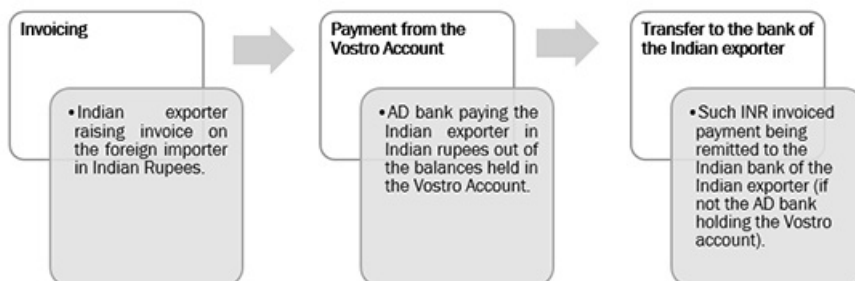 Invoicing
•Indian exporter
raising invoice on
the foreign importer
in Indian Rupees.
Payment from the
Vostro Account
•AD bank paying the
Indian exporter in
Indian rupees out of
the balances held in
the Vostro Account.
Transfer to the bank of
the Indian exporter
•Such INR invoiced
payment being
remitted to the
Indian bank of the
Indian exporter (if
not the AD bank
holding the Vostro
account).